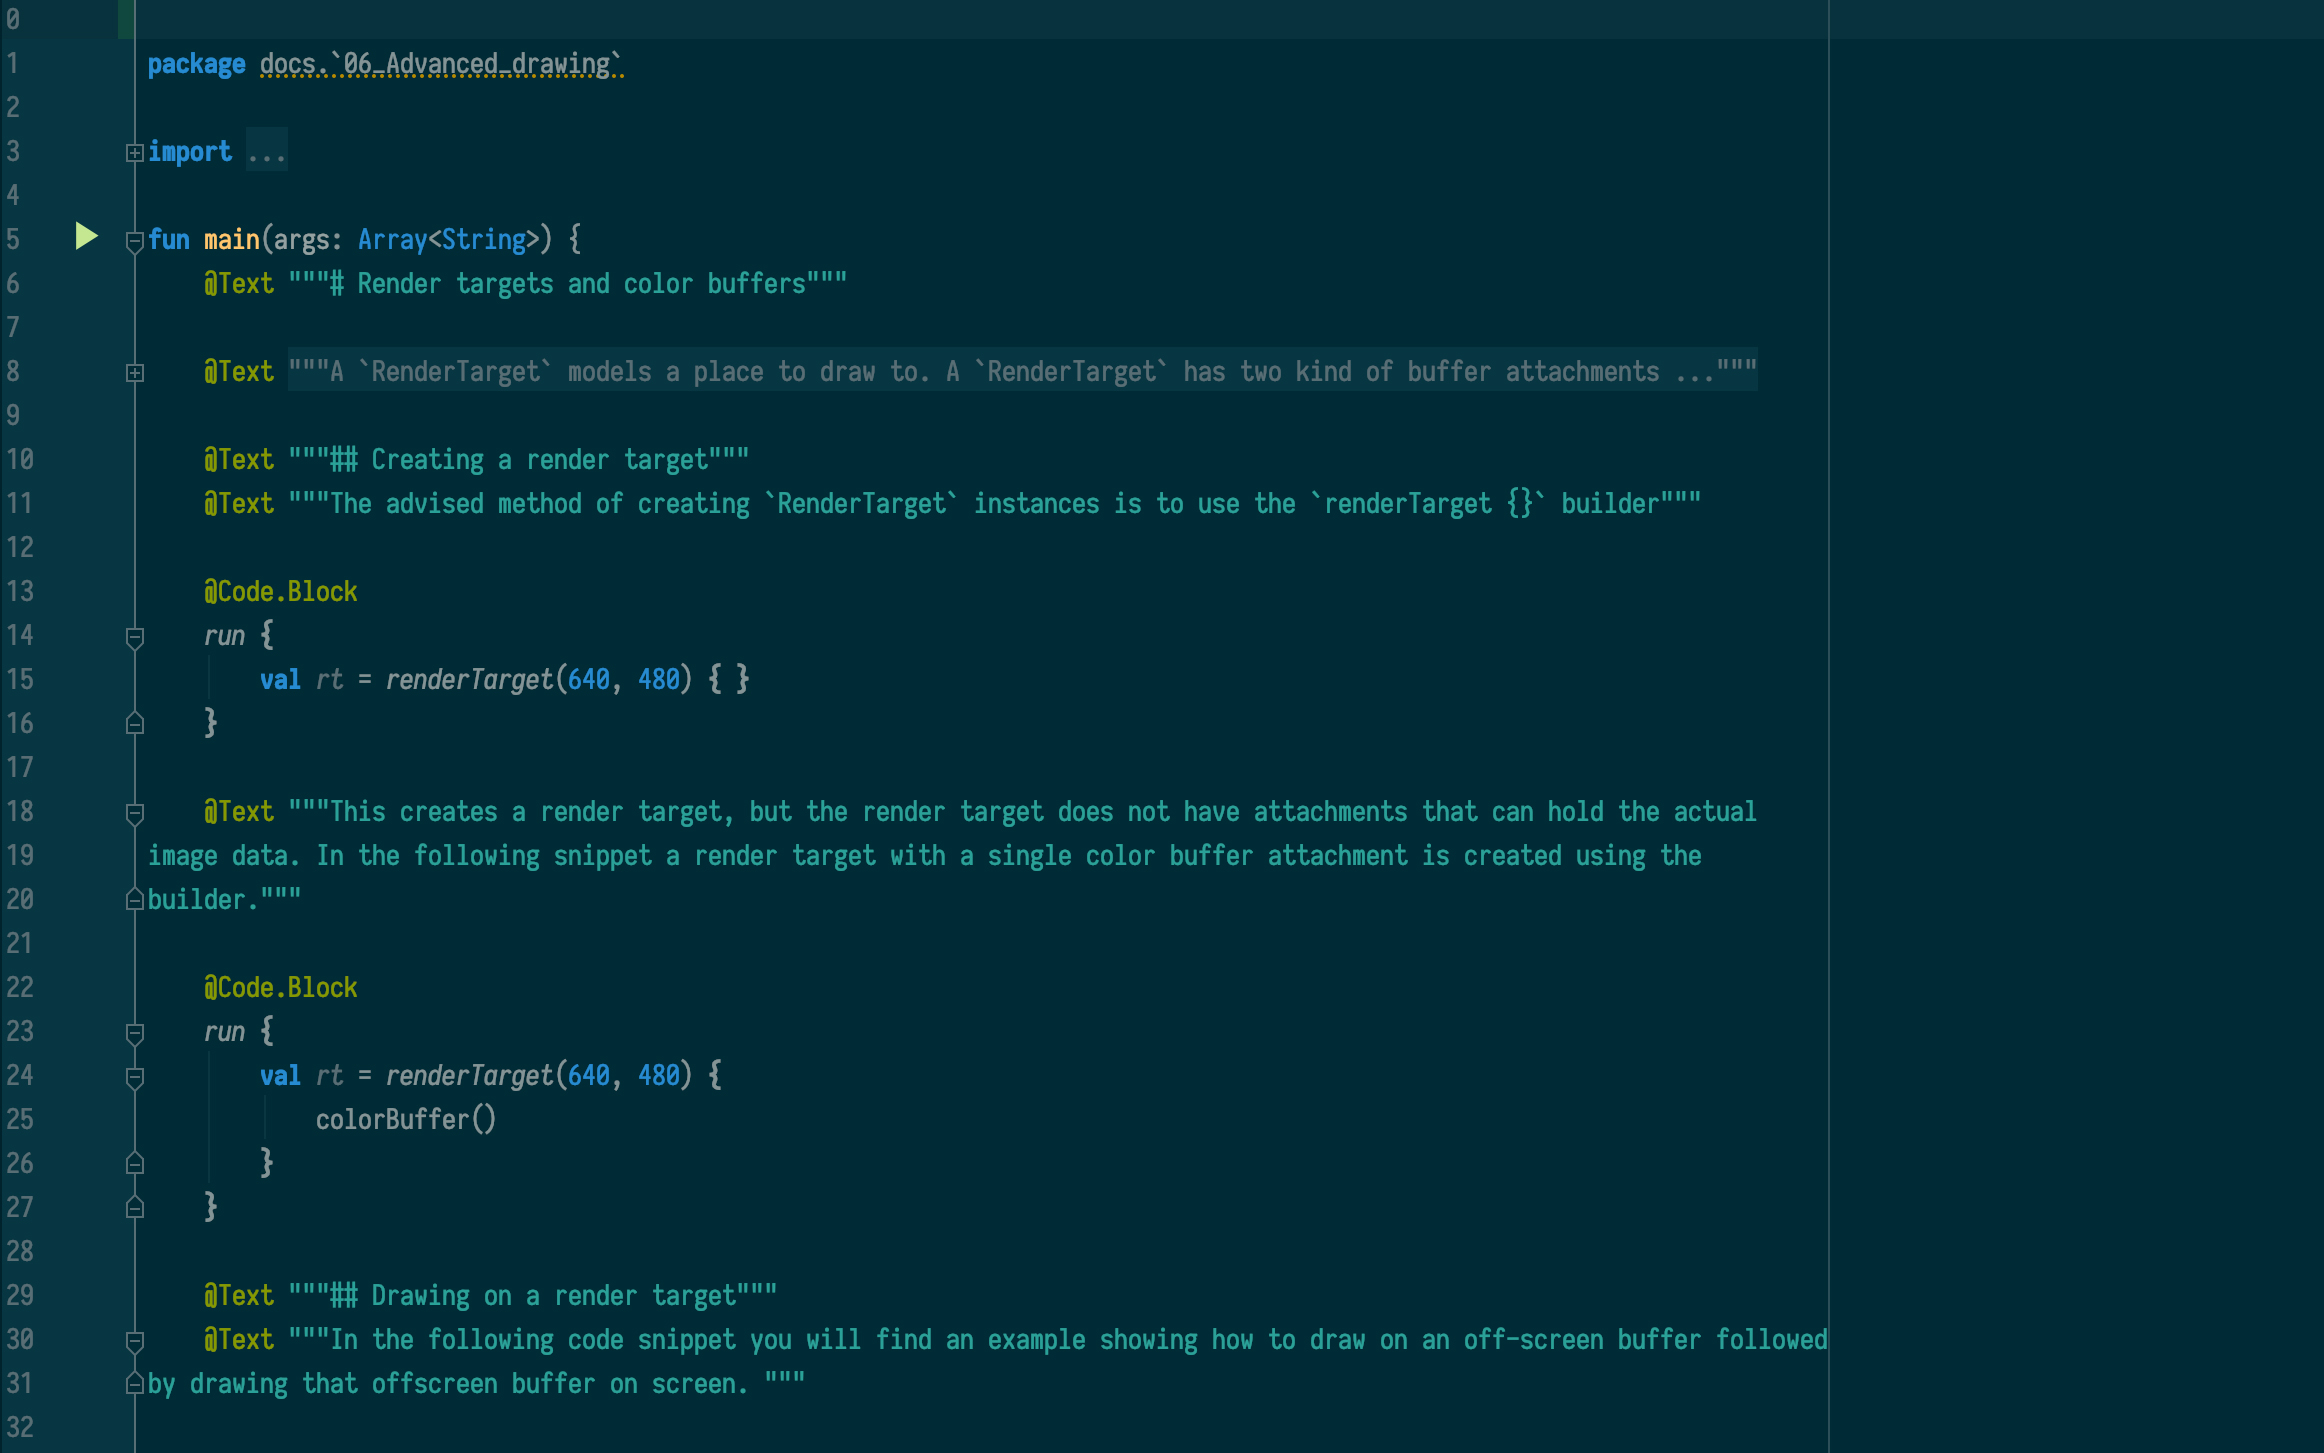 0
1 package docs.`06_Advanced_drawing`
2
3 import ...
4
5 fun main(args: Array<String>) {
6     @Text """# Render targets and color buffers"""
7
8     @Text """A `RenderTarget` models a place to draw to. A `RenderTarget` has two kind of buffer attachments ..."""
9
10     @Text """## Creating a render target"""
11     @Text """The advised method of creating `RenderTarget` instances is to use the `renderTarget {}` builder"""
12
13     @Code.Block
14     run {
15         val rt = renderTarget(640, 480) { }
16     }
17
18     @Text """This creates a render target, but the render target does not have attachments that can hold the actual
19 image data. In the following snippet a render target with a single color buffer attachment is created using the
20 builder."""
21
22     @Code.Block
23     run {
24         val rt = renderTarget(640, 480) {
25             colorBuffer()
26         }
27     }
28
29     @Text """## Drawing on a render target"""
30     @Text """In the following code snippet you will find an example showing how to draw on an off-screen buffer followed
31 by drawing that offscreen buffer on screen. """
32